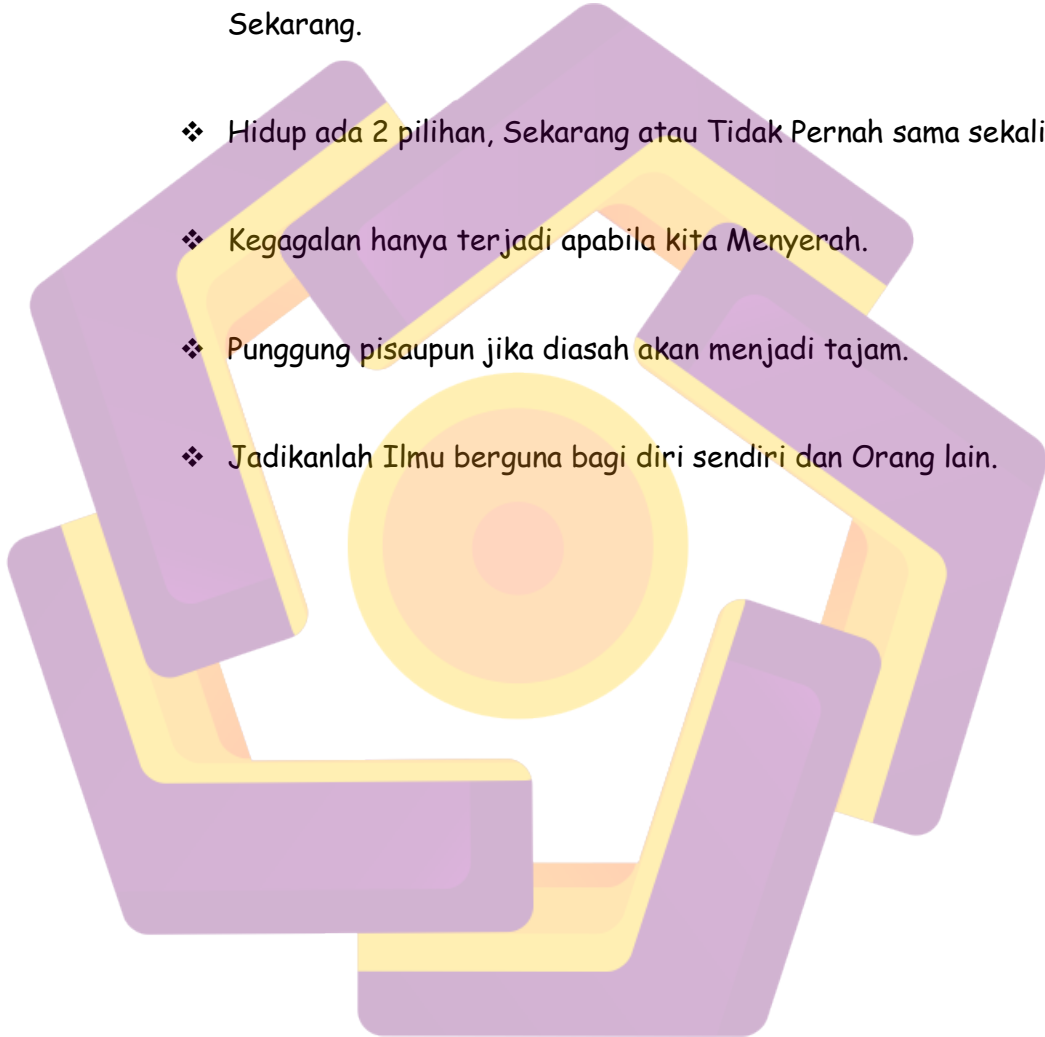 Sekarang.
❖ Hidup ada 2 pilihan, Sekarang atau Tidak Pernah sama sekali
❖ Kegagalan hanya terjadi apabila kita Menyerah.
❖ Punggung pisaupun jika diasah akan menjadi tajam.
❖ Jadikanlah Ilmu berguna bagi diri sendiri dan Orang lain.